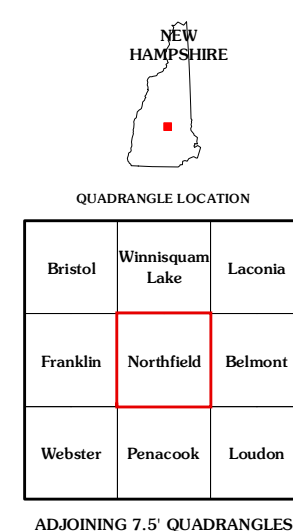 NEW
HAMPSHIRE
QUADRANGLE LOCATION
Bristol
Winnisquam
Lake
Laconia
Franklin
Northfield
Belmont
Webster
Penacook
Loudon
ADJOINING 7.5' QUADRANGLES